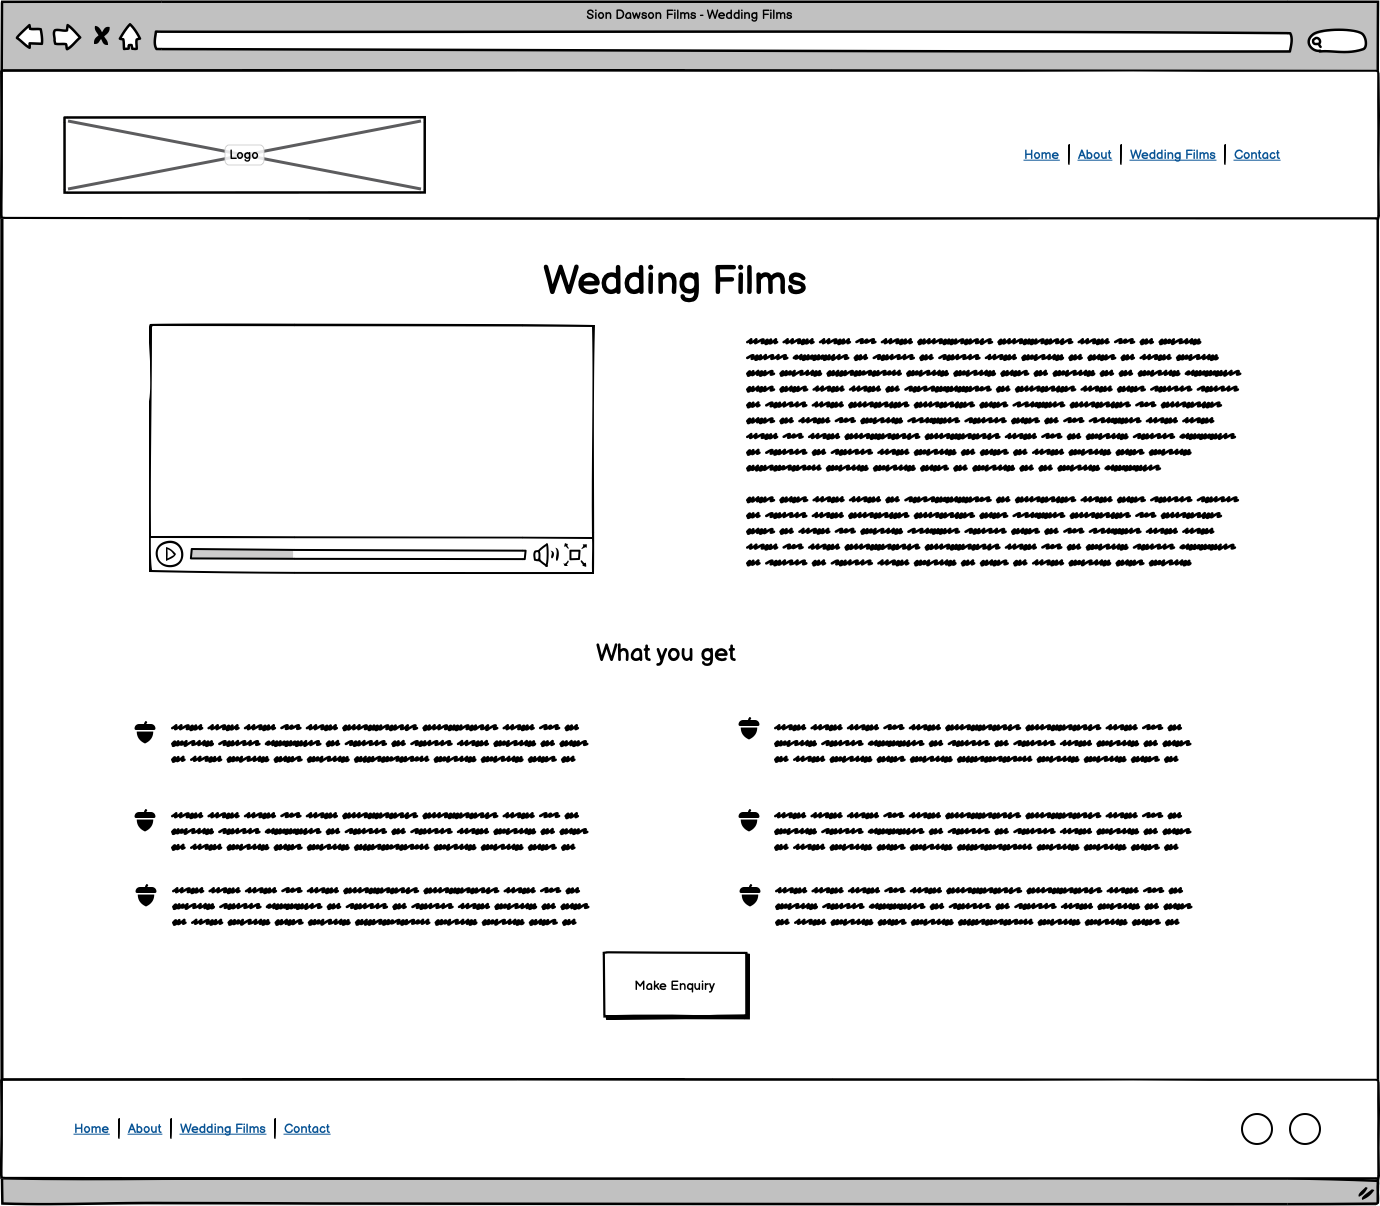 Sion Dawson Films - Wedding Films
Logo
Home About Wedding Films Contact
Wedding Films
What you get
Make Enquiry
Home About Wedding Films Contact